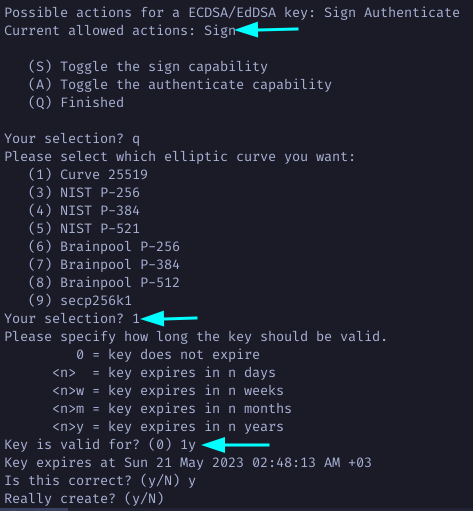 Possible actions for a ECDSA/EdDSA key: Sign Authenticate
Current allowed actions: Sign
(S) Toggle the sign capability
(A) Toggle the authenticate capability
(Q) Finished
Your selection? q
Please select which elliptic curve you want:
(1) Curve 25519
(3) NIST P-256
(4) NIST P-384
(5) NIST P-521
(6) Brainpool P-256
(7) Brainpool P-384
(8) Brainpool P-512
(9) secp256k1
Your selection? 1
Please specify how long the key should be valid.
0 = key does not expire
<n>  = key expires in n days
<n>w = key expires in n weeks
<n>m = key expires in n months
<n>y = key expires in n years
Key is valid for? (0) 1y
Key expires at Sun 21 May 2023 02:48:13 AM +03
Is this correct? (y/N) y
Really create? (y/N)